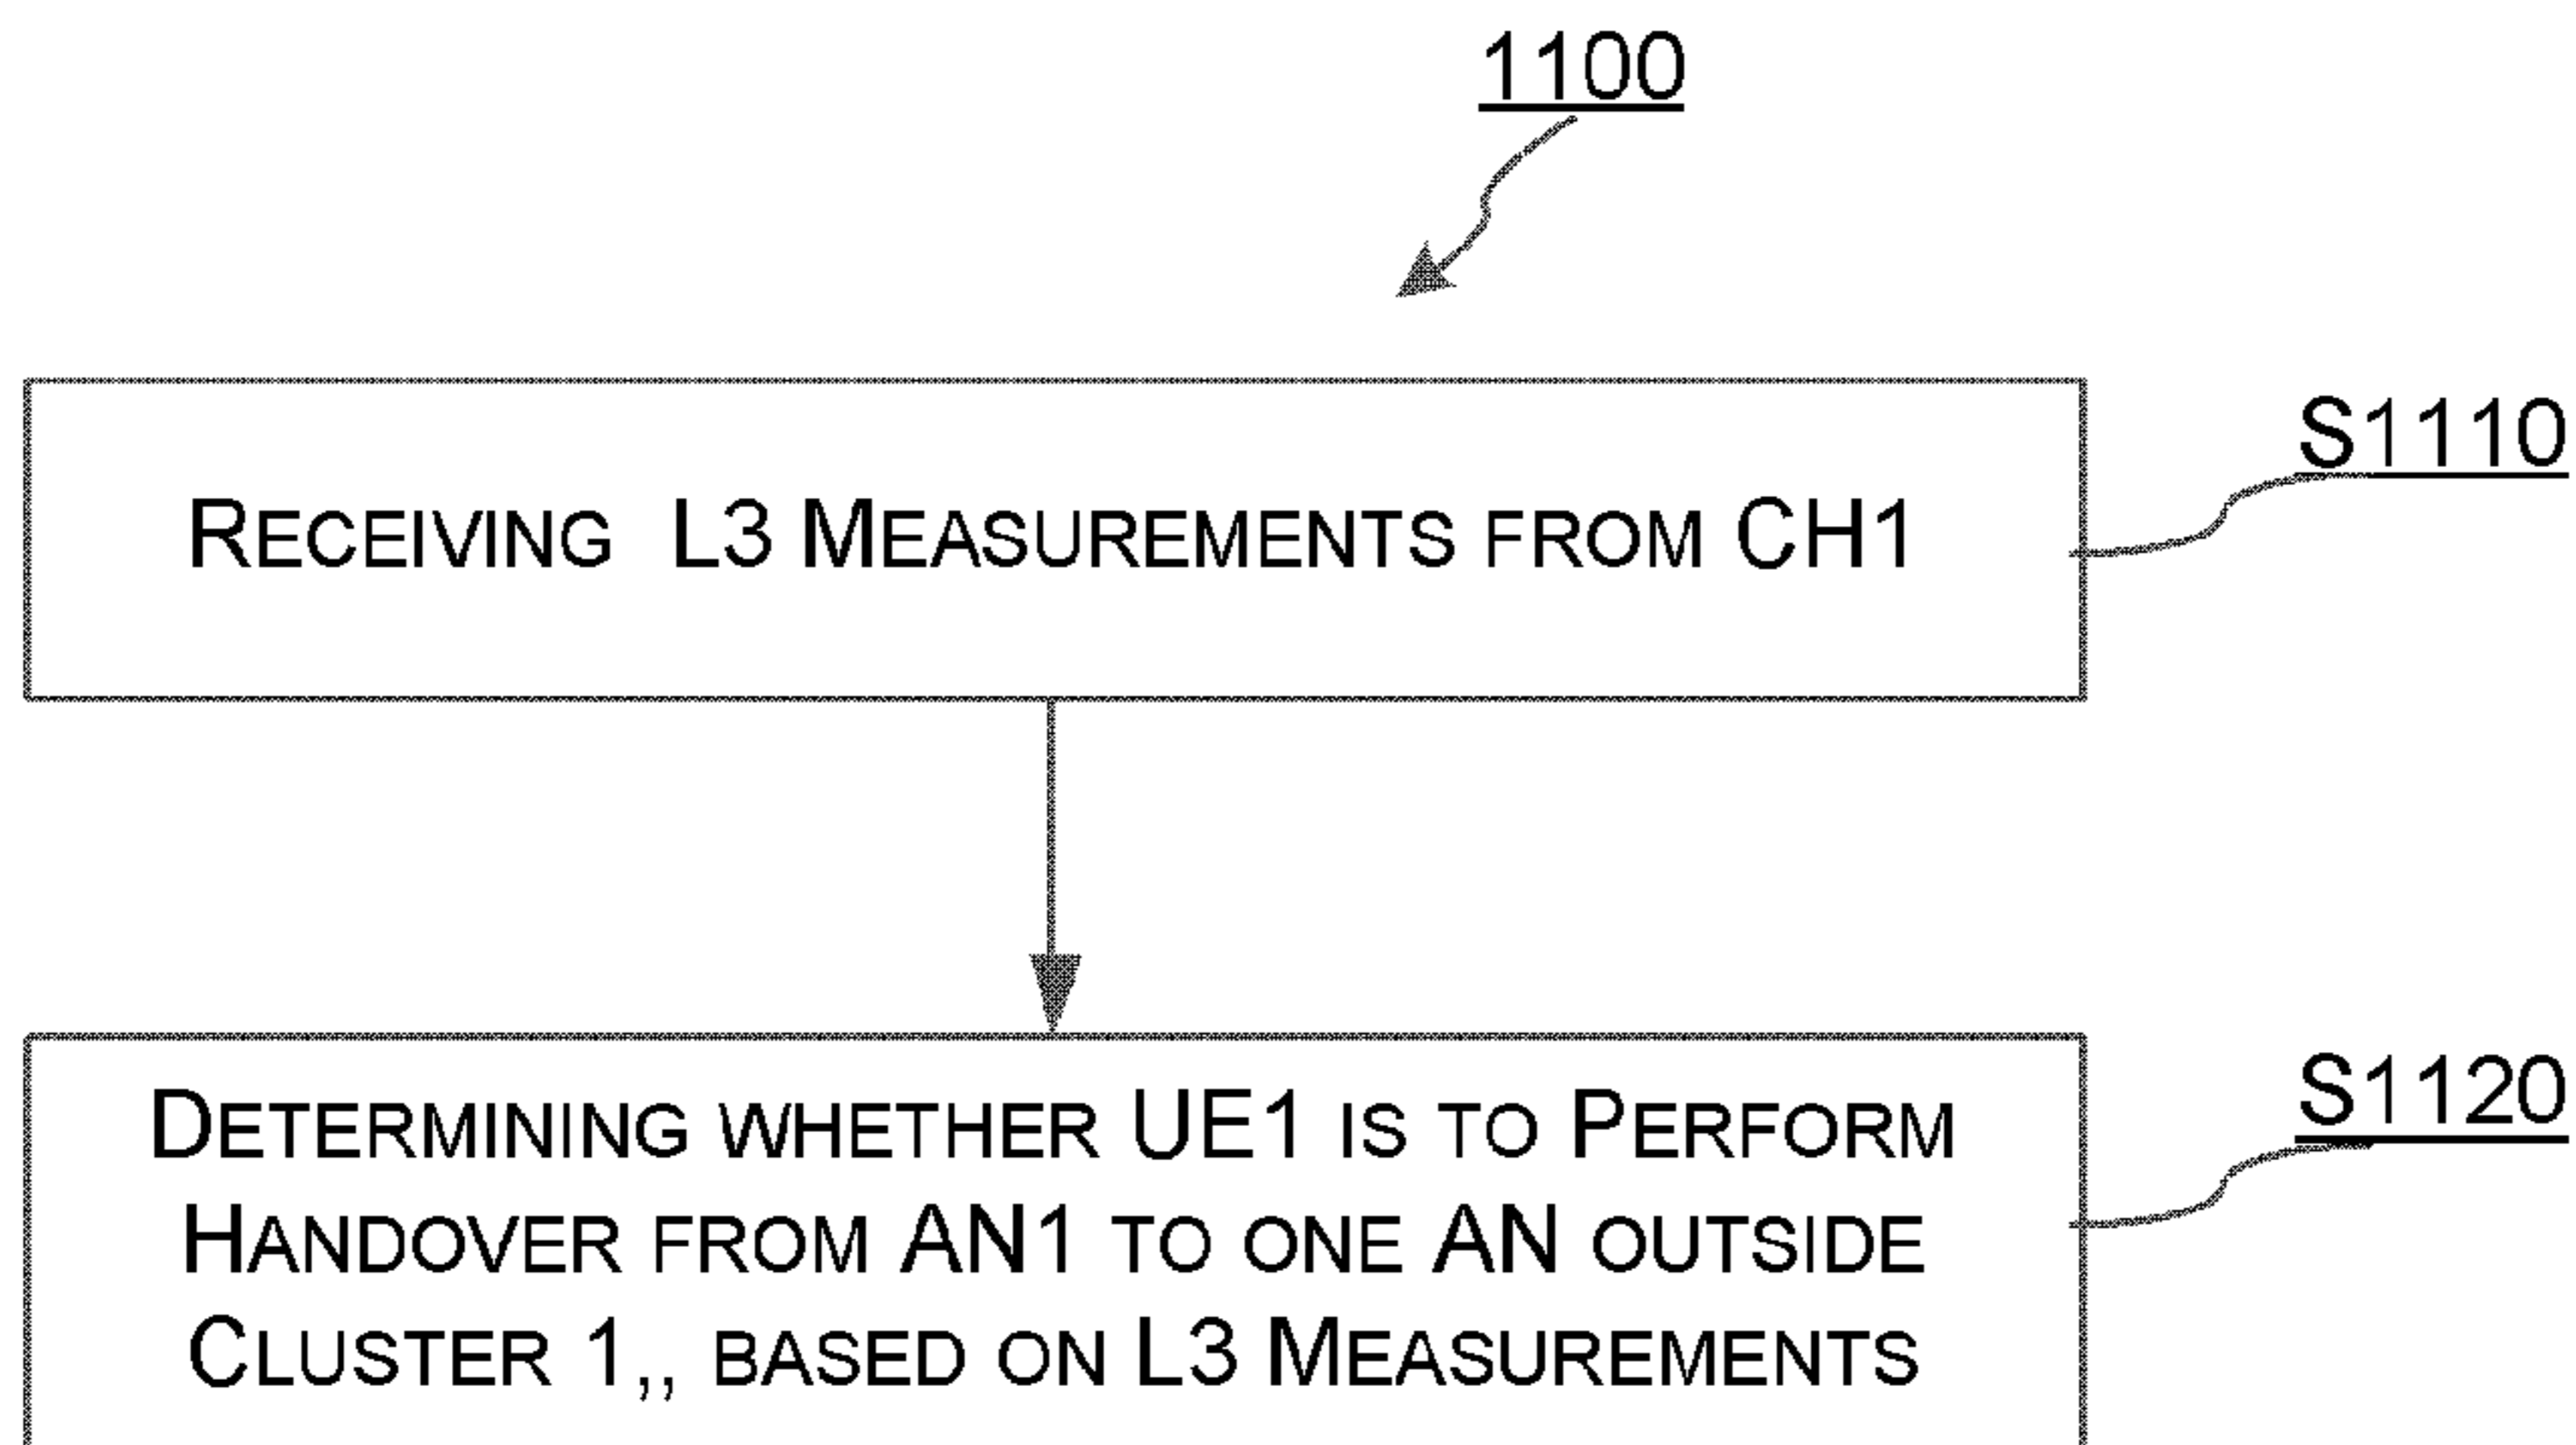 1100
RECEIVING L3 MEASUREMENTS FROM CH1
S1110
DETERMINING WHETHER UE1 IS TO PERFORM
HANDOVER FROM AN1 TO ONE AN OUTSIDE
CLUSTER 1,, BASED ON L3 MEASUREMENTS
S1120